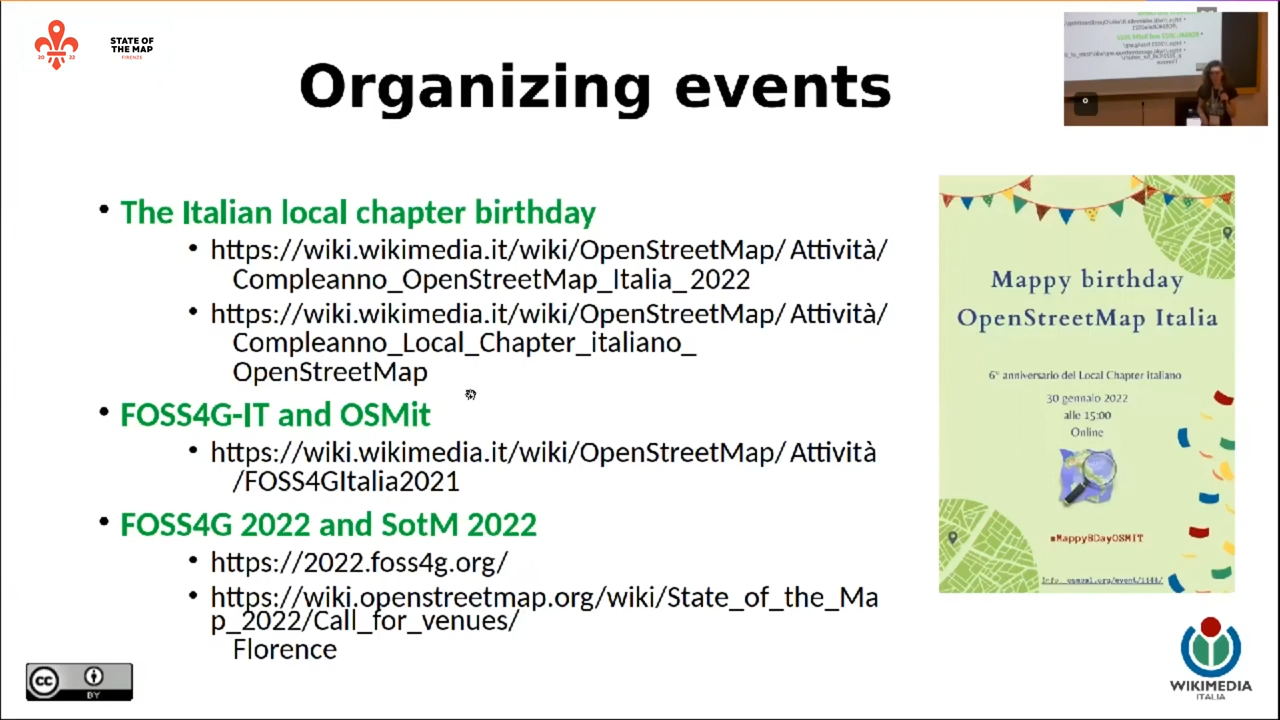 2022
STATE OF
THE MAP
FIRENZE
Organizing events
• The Italian local chapter birthday
• https://wiki.wikimedia.it/wiki/OpenStreetMap/Attività/
Compleanno_OpenStreetMap_Italia_2022
• https://wiki.wikimedia.it/wiki/OpenStreetMap/Attività/
Compleanno_Local_Chapter_italiano_
OpenStreetMap
• FOSS4G-IT and OSMit
• https://wiki.wikimedia.it/wiki/OpenStreetMap/Attività
/FOSS4GItalia2021
• FOSS4G 2022 and SotM 2022
• https://2022.foss4g.org/
• https://wiki.openstreetmap.org/wiki/State_of_the_Ma
p_2022/Call_for_venues/
Florence
Mappy birthday
OpenStreetMap Italia
6° anniversario del Local Chapter italiano
30 gennaio 2022
alle 15:00
Online
#MappyBDayOSMIT
cc
BY
WIKIMEDIA
ITALIA